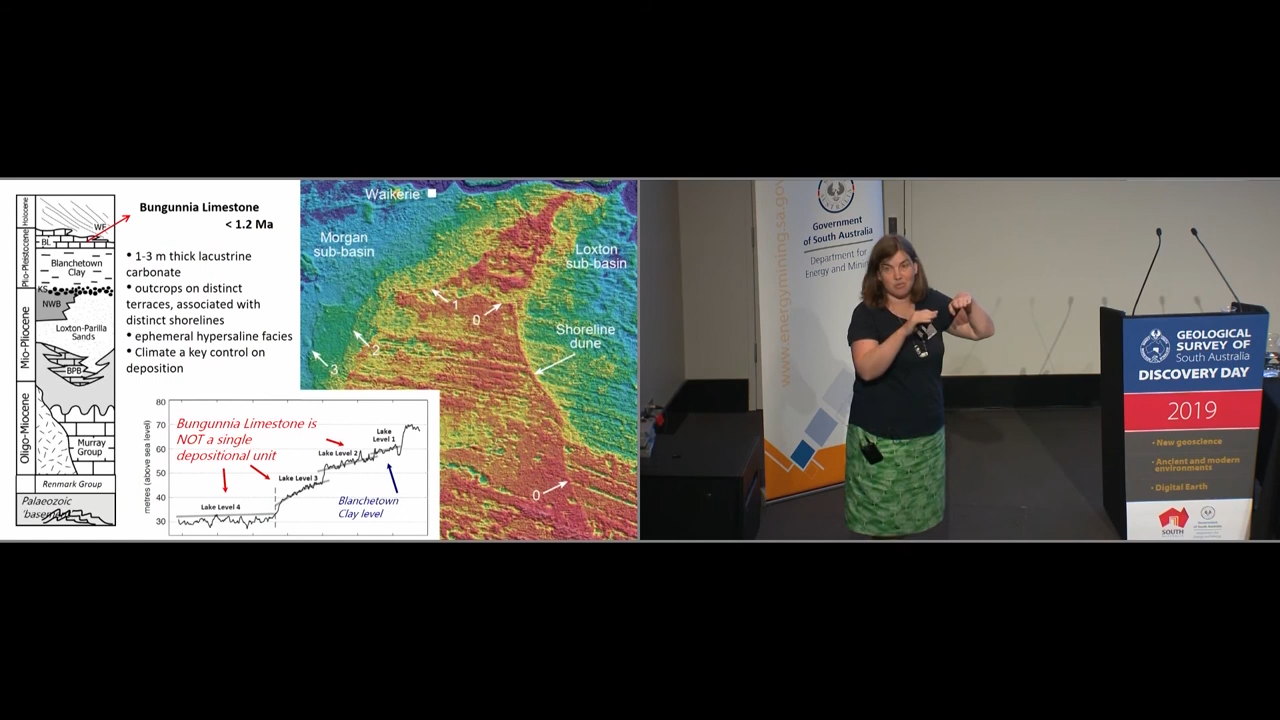 Bungunnia Limestone
< 1.2 Ma
• 1-3 m thick lacustrine
carbonate
• outcrops on distinct
terraces, associated with
distinct shorelines
• ephemeral hypersaline facies
• Climate a key control on
deposition
Holocene
Plio-Pleistocene
Mio-Pliocene
Oligo-Miocene
WF
BL
Blanchetown
Clay
KS
NWB
Loxton-Parilla
Sands
BPB
Murray
Group
Renmark Group
Palaeozoic
Waikerie
Morgan
sub-basin
Loxton
sub-basin
Shoreline
dune
1
0
2
3
0
Bungunnia Limestone is
NOT a single
depositional unit
metres (above sea level)
80
70
60
50
40
30
Lake
Level 1
Lake Level 2
Lake Level 3
Lake Level 4
Blanchetown
Clay level
www.energymining.sa.go
AUSTRALIA
Government
of South Australia
Department for
Energy and Mini
GEOLOGICAL
SURVEY OF
South Australia
DISCOVERY DAY
2019
• New geoscience
• Ancient and modern
environments
• Digital Earth
SOUTH